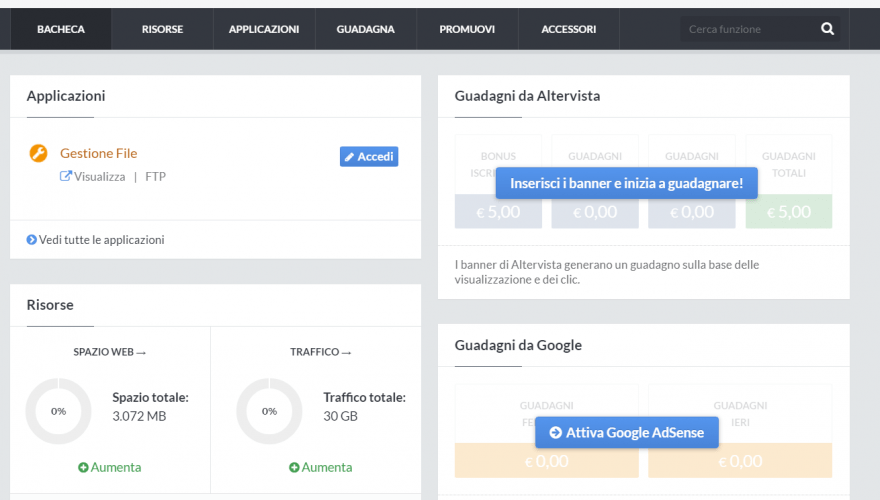 BACHECA RISORSE APPLICAZIONI GUADAGNA PROMUOVI ACCESSORI Cerca funzione
Applicazioni
Gestione File
Accedi
Visualizza | FTP
Vedi tutte le applicazioni
Risorse
SPAZIO WEB →
0%
Spazio totale:
3.072 MB
Aumenta
TRAFFICO →
0%
Traffico totale:
30 GB
Aumenta
Guadagni da Altervista
BONUS GUADAGNI GUADAGNI GUADAGNI
TOTALI
Inserisci i banner e inizia a guadagnare!
€ 5,00 € 0,00 € 0,00 € 5,00
I banner di Altervista generano un guadagno sulla base delle
visualizzazione e dei clic.
Guadagni da Google
GUADAGNI GUADAGNI
IERI
Attiva Google AdSense
€ 0,00 € 0,00